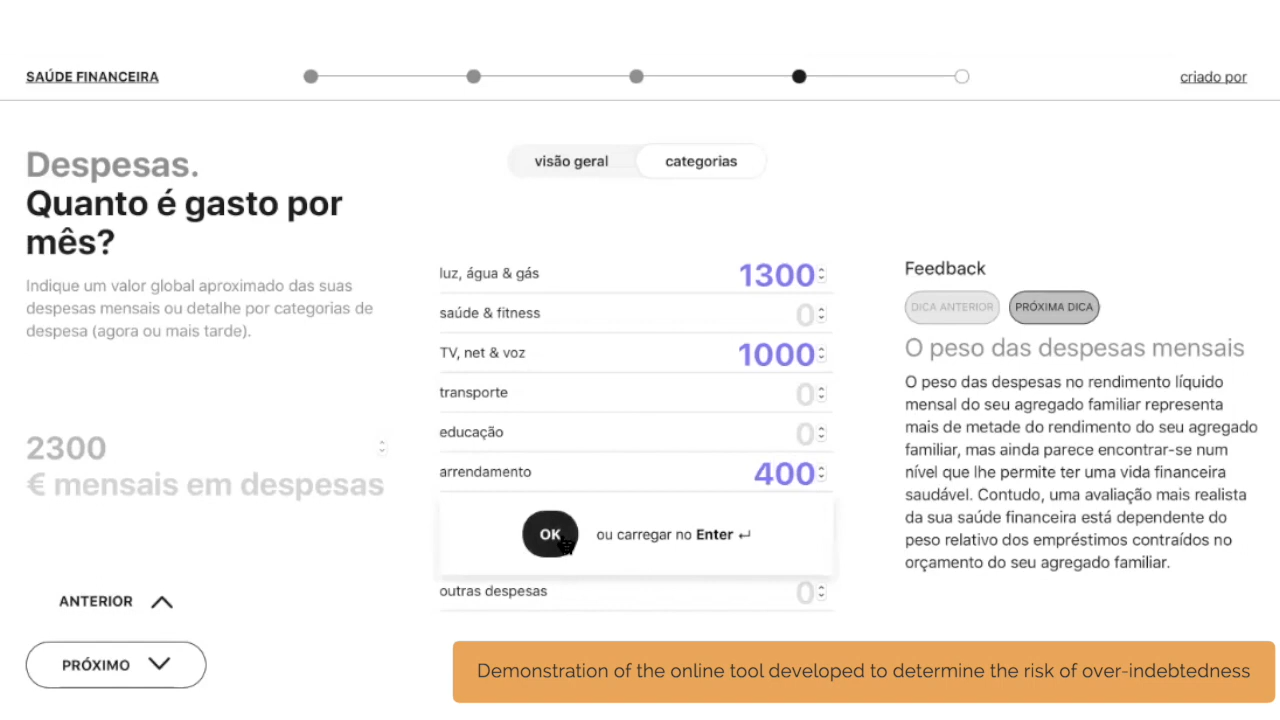 SAÚDE FINANCEIRA
criado por
Despesas.
Quanto é gasto por
mês?
Indique um valor global aproximado das suas
despesas mensais ou detalhe por categorias de
despesa (agora ou mais tarde).
2300
€ mensais em despesas
ANTERIOR
PRÓXIMO
visão geral categorias
luz, água & gás 1300
saúde & fitness 0
TV, net & voz 1000
transporte 0
educação 0
arrendamento 400
OK ou carregar no Enter ↵
outras despesas 0
Feedback
DICA ANTERIOR PRÓXIMA DICA
O peso das despesas mensais
O peso das despesas no rendimento líquido
mensal do seu agregado familiar representa
mais de metade do rendimento do seu agregado
familiar, mas ainda parece encontrar-se num
nível que lhe permite ter uma vida financeira
saudável. Contudo, uma avaliação mais realista
da sua saúde financeira está dependente do
peso relativo dos empréstimos contraídos no
orçamento do seu agregado familiar.
Demonstration of the online tool developed to determine the risk of over-indebtedness